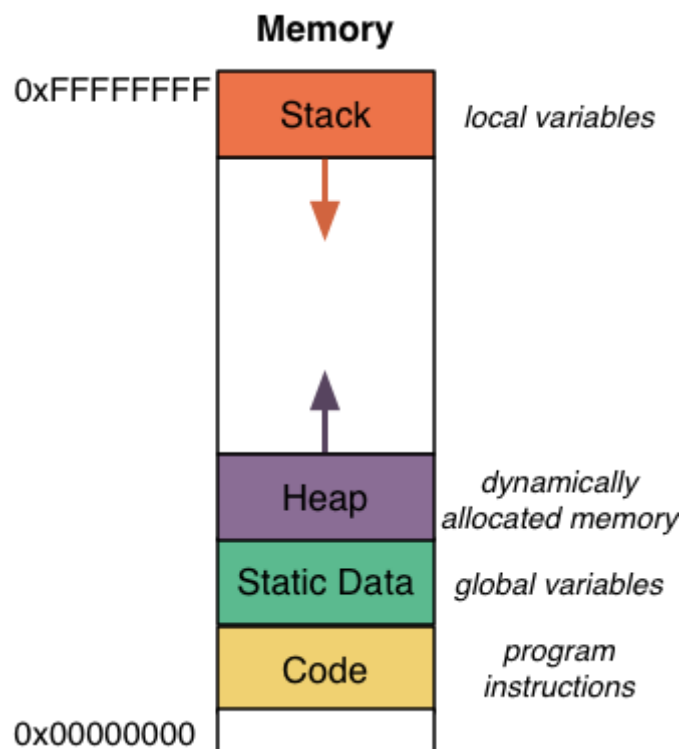 Memory
0xFFFFFFFF
Stack
local variables
Heap
dynamically
allocated memory
Static Data
global variables
Code
program
instructions
0x00000000